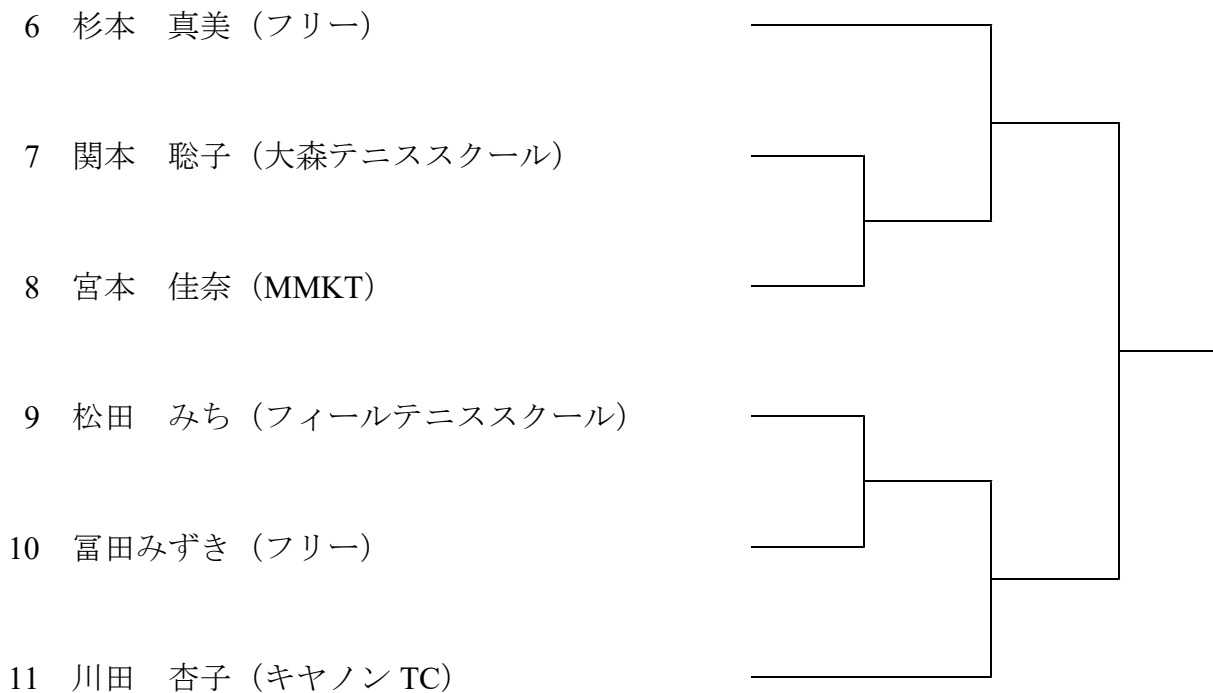 6 杉本　真美（フリー）
7 関本　聡子（大森テニススクール）
8 宮本　佳奈（MMKT）
9 松田　みち（フィールテニススクール）
10 冨田みずき（フリー）
11 川田　杏子（キヤノン TC）